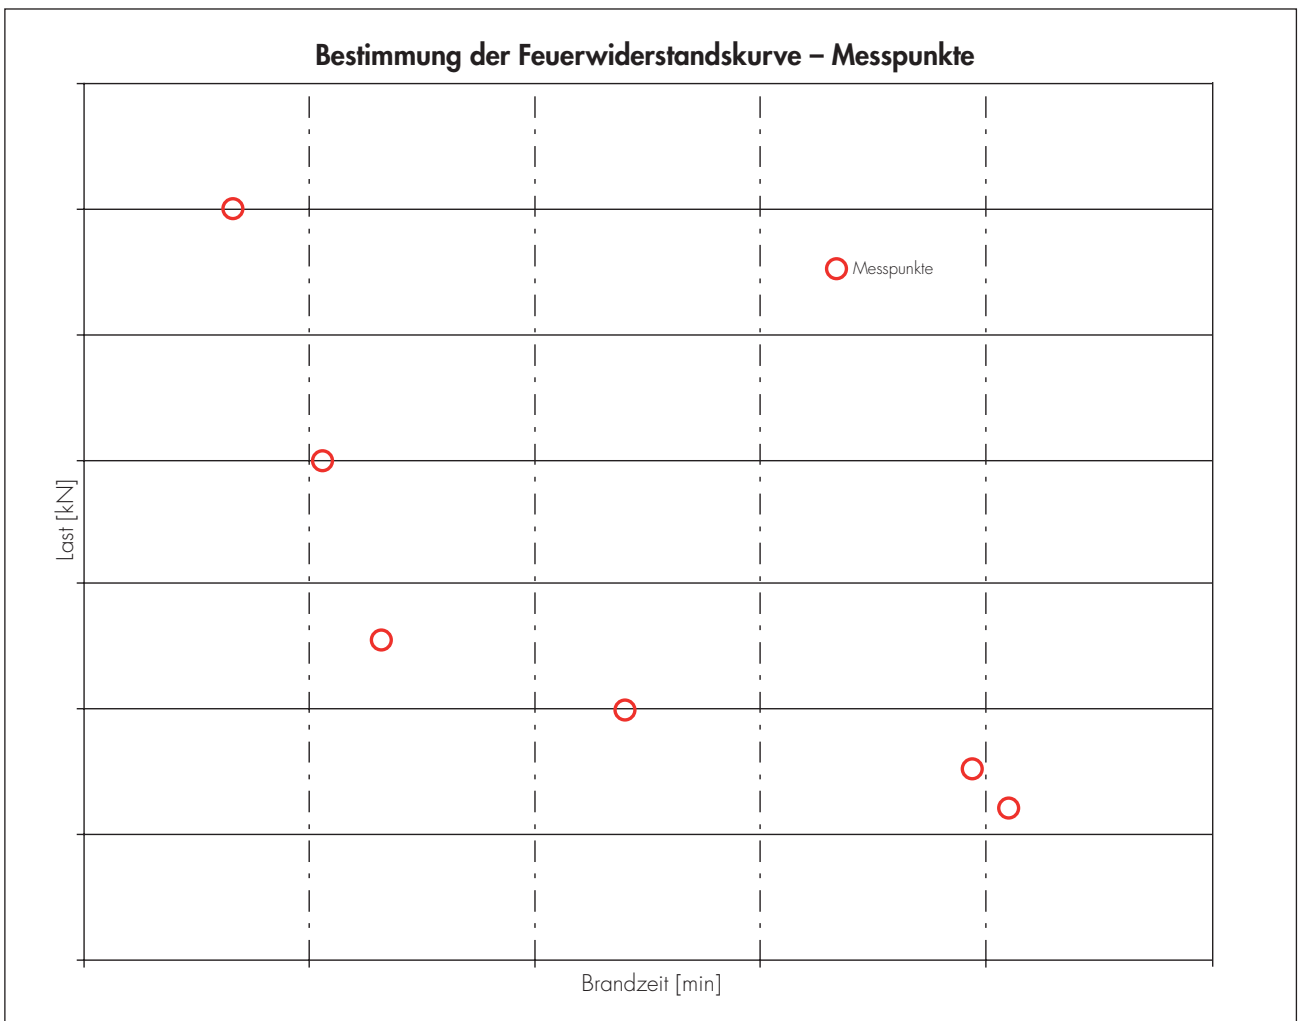 Bestimmung der Feuerwiderstandskurve – Messpunkte
Messpunkte
Last [kN]
Brandzeit [min]